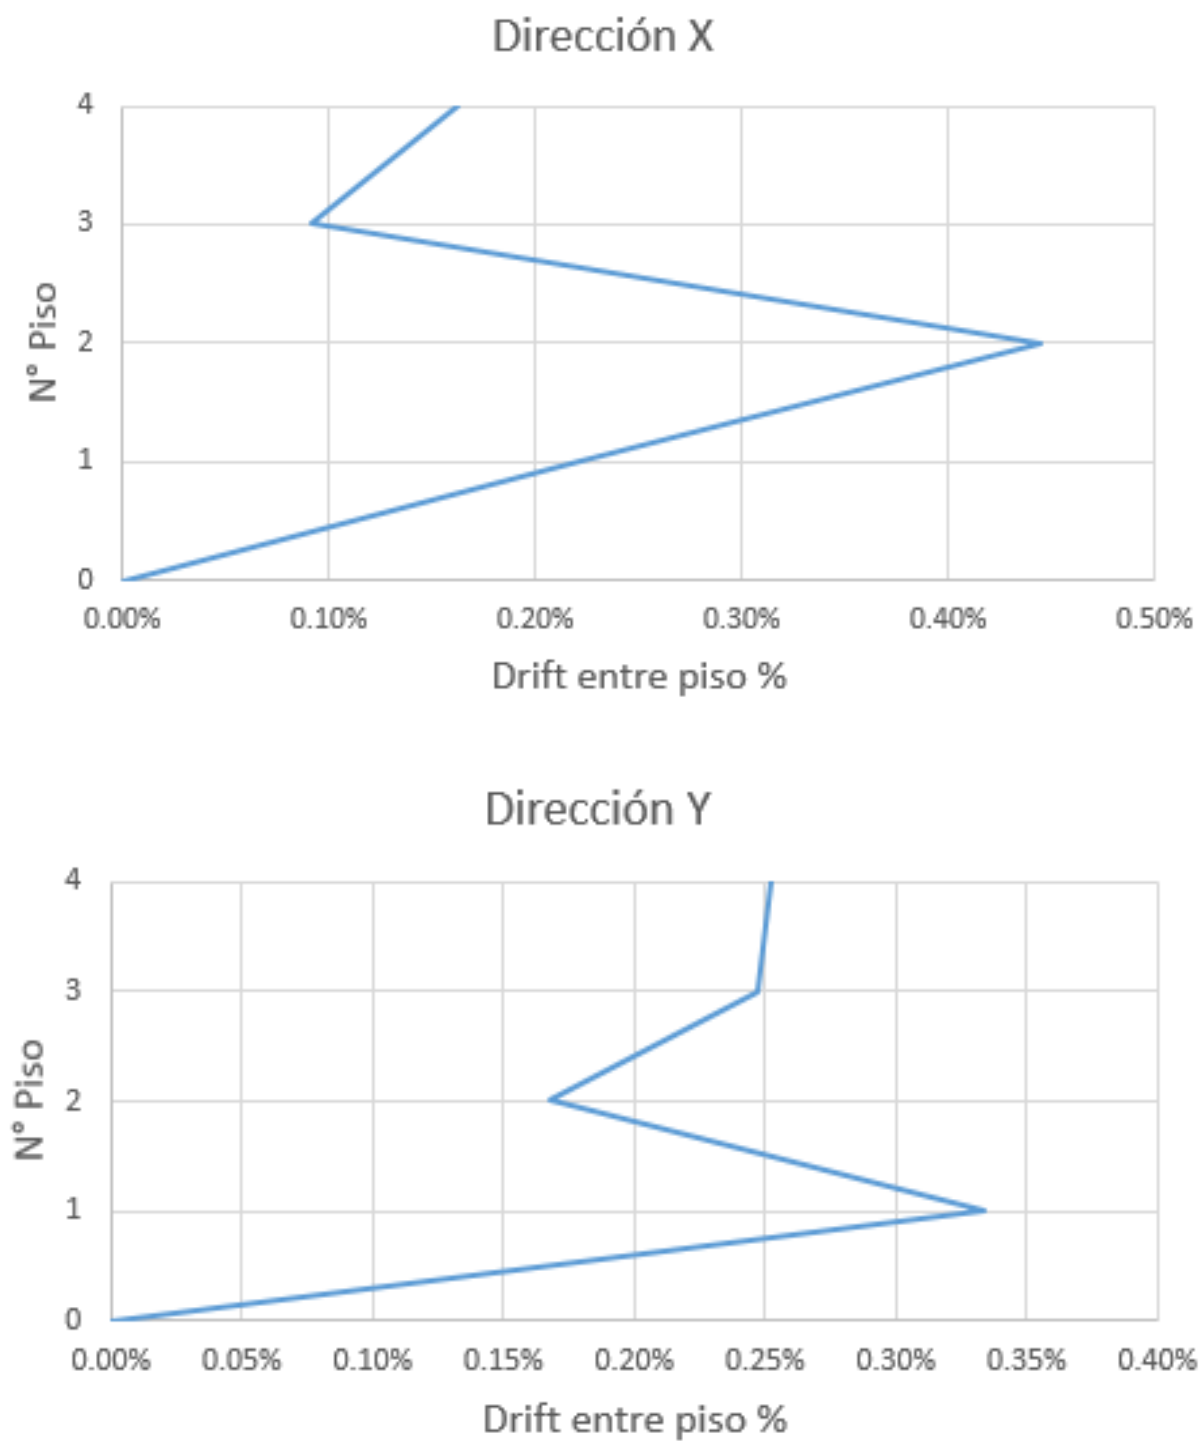 Dirección X
4
3
2
1
0
N° Piso
0.00% 0.10% 0.20% 0.30% 0.40% 0.50%
Drift entre piso %
Dirección Y
4
3
2
1
0
N° Piso
0.00% 0.05% 0.10% 0.15% 0.20% 0.25% 0.30% 0.35% 0.40%
Drift entre piso %